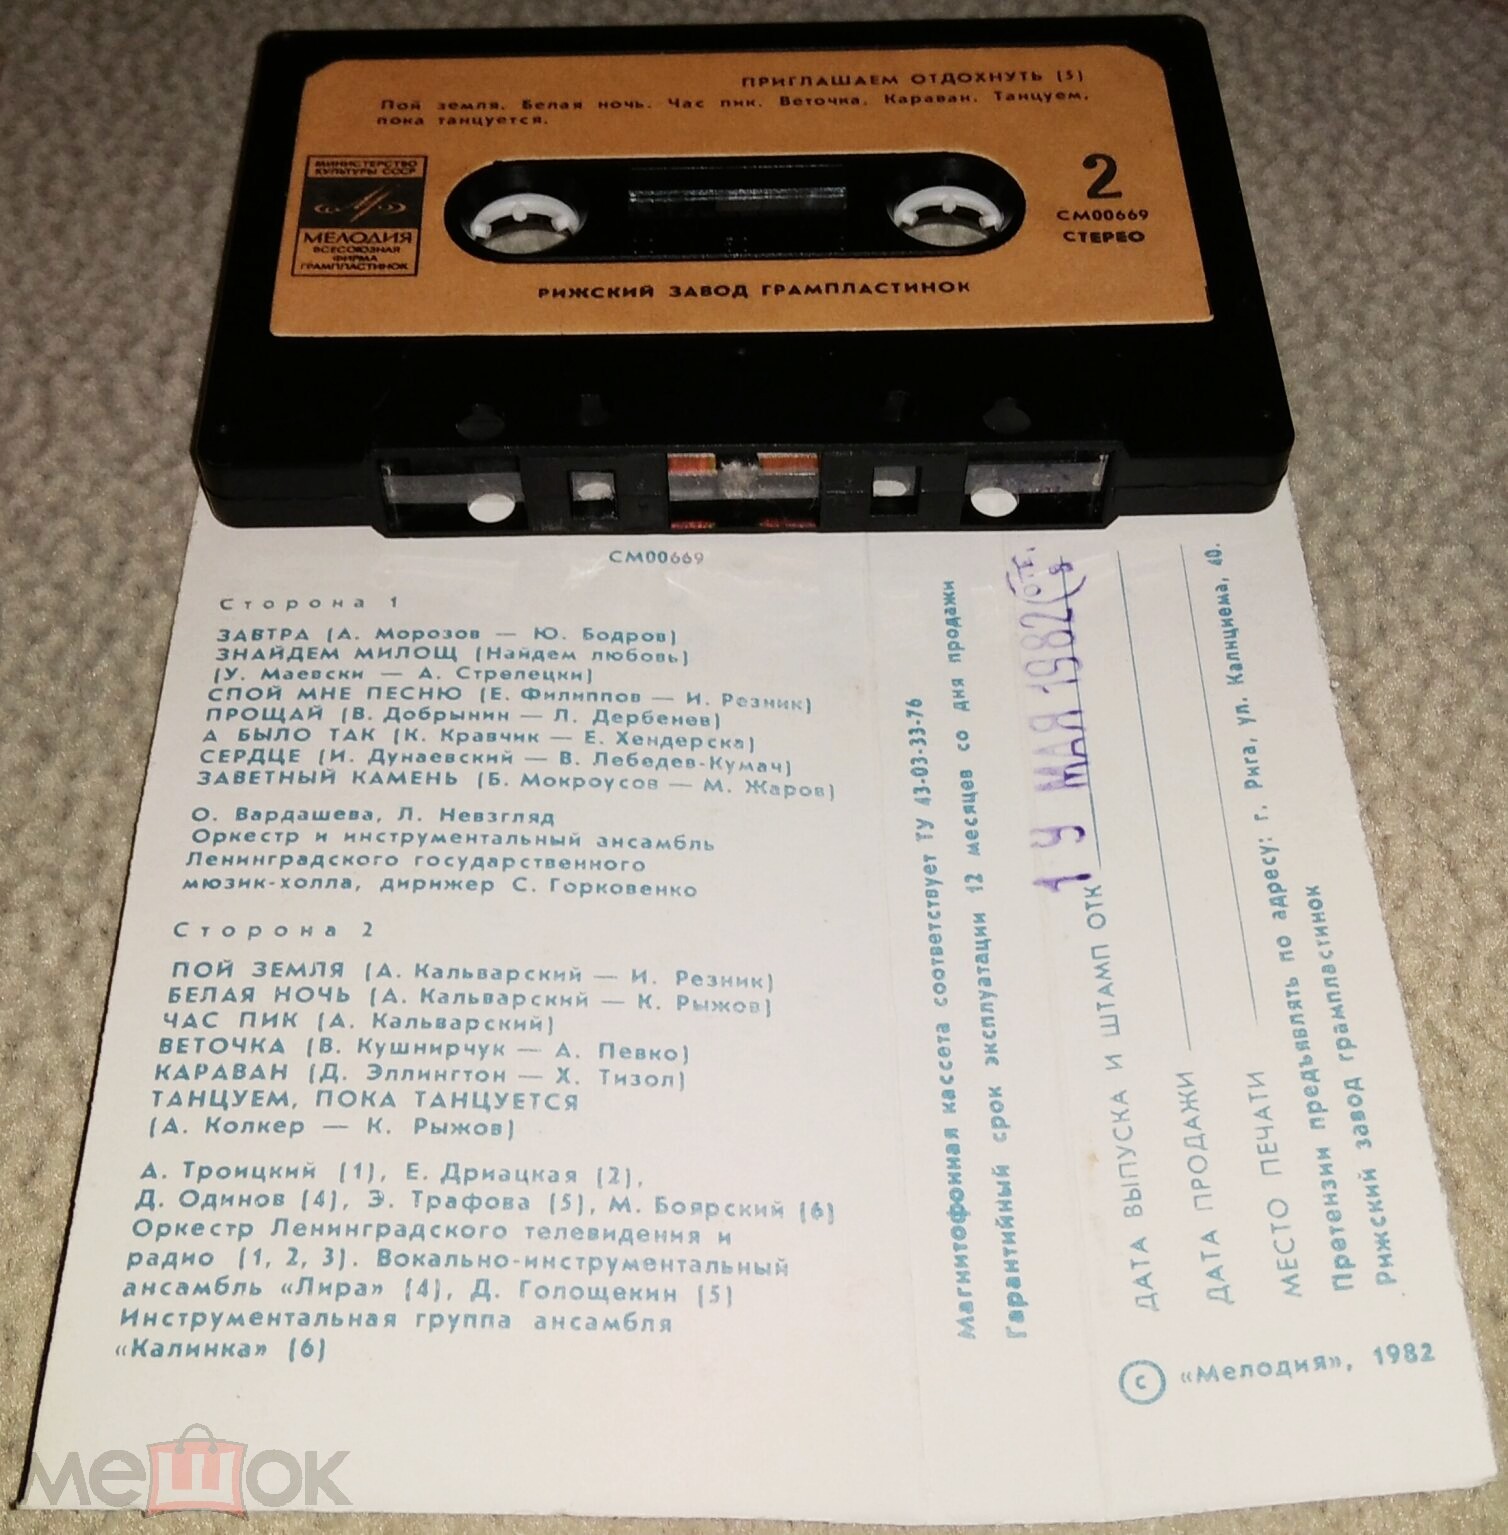 ПРИГЛАШАЕМ ОТДОХНУТЬ (5)
Пой земля. Белая ночь. Час пик. Веточка. Караван. Танцуем,
пока танцуется.
МИНИСТЕРСТВО
КУЛЬТУРЫ СССР
МЕЛОДИЯ
ВСЕСОЮЗНАЯ
ФИРМА
ГРАМПЛАСТИНОК
2
СМ00669
СТЕРЕО
РИЖСКИЙ ЗАВОД ГРАМПЛАСТИНОК
СМ00669
Сторона 1
ЗАВТРА (А. Морозов — Ю. Бодров)
ЗНАЙДЕМ МИЛОЩ (Найдем любовь)
(У. Маевски — А. Стрелецки)
СПОЙ МНЕ ПЕСНЮ (Е. Филиппов — И. Резник)
ПРОЩАЙ (В. Добрынин — Л. Дербенев)
А БЫЛО ТАК (К. Кравчик — Е. Хендерска)
СЕРДЦЕ (И. Дунаевский — В. Лебедев-Кумач)
ЗАВЕТНЫЙ КАМЕНЬ (Б. Мокроусов — М. Жаров)
О. Вардашева, Л. Невзгляд
Оркестр и инструментальный ансамбль
Ленинградского государственного
мюзик-холла, дирижер С. Горковенко
Сторона 2
ПОЙ ЗЕМЛЯ (А. Кальварский — И. Резник)
БЕЛАЯ НОЧЬ (А. Кальварский — К. Рыжов)
ЧАС ПИК (А. Кальварский)
ВЕТОЧКА (В. Кушнирчук — А. Певко)
КАРАВАН (Д. Эллингтон — Х. Тизол)
ТАНЦУЕМ, ПОКА ТАНЦУЕТСЯ
(А. Колкер — К. Рыжов)
А. Троицкий (1), Е. Дриацкая (2),
Д. Одинов (4), Э. Трафова (5), М. Боярский (6)
Оркестр Ленинградского телевидения и
радио (1, 2, 3). Вокально-инструментальный
ансамбль «Лира» (4), Д. Голощекин (5)
Инструментальная группа ансамбля
«Калинка» (6)
Магнитофонная кассета соответствует ТУ 43-03-33-76
Гарантийный срок эксплуатации 12 месяцев со дня продажи
МАЯ 1982
ДАТА ВЫПУСКА И ШТАМП ОТК
ДАТА ПРОДАЖИ
МЕСТО ПЕЧАТИ
Претензии предъявлять по адресу: г. Рига, ул. Калнциема, 40.
Рижский завод грампластинок
© «Мелодия», 1982
мешок